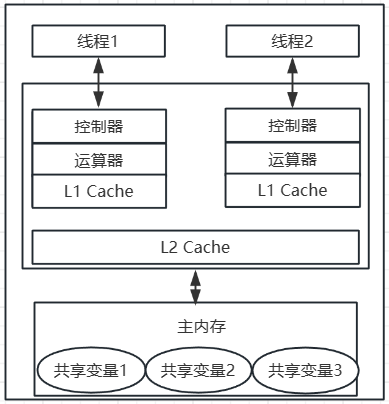 线程1 线程2
控制器 控制器
运算器 运算器
L1 Cache L1 Cache
L2 Cache
主内存
共享变量1 共享变量2 共享变量3